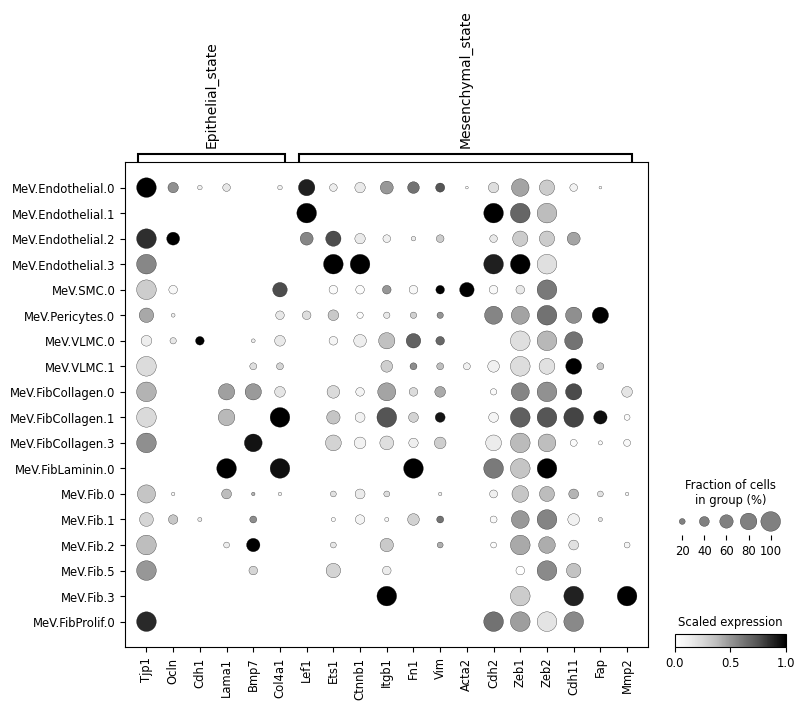 Epithelial_state
Mesenchymal_state
MeV.Endothelial.0
MeV.Endothelial.1
MeV.Endothelial.2
MeV.Endothelial.3
MeV.SMC.0
MeV.Pericytes.0
MeV.VLMC.0
MeV.VLMC.1
MeV.FibCollagen.0
MeV.FibCollagen.1
MeV.FibCollagen.3
MeV.FibLaminin.0
MeV.Fib.0
MeV.Fib.1
MeV.Fib.2
MeV.Fib.5
MeV.Fib.3
MeV.FibProlif.0
Tjp1
Ocln
Cdh1
Lama1
Bmp7
Col4a1
Lef1
Ets1
Ctnnb1
Itgb1
Fn1
Vim
Acta2
Cdh2
Zeb1
Zeb2
Cdh11
Fap
Mmp2
Fraction of cells
in group (%)
20 40 60 80 100
Scaled expression
0.0 0.5 1.0